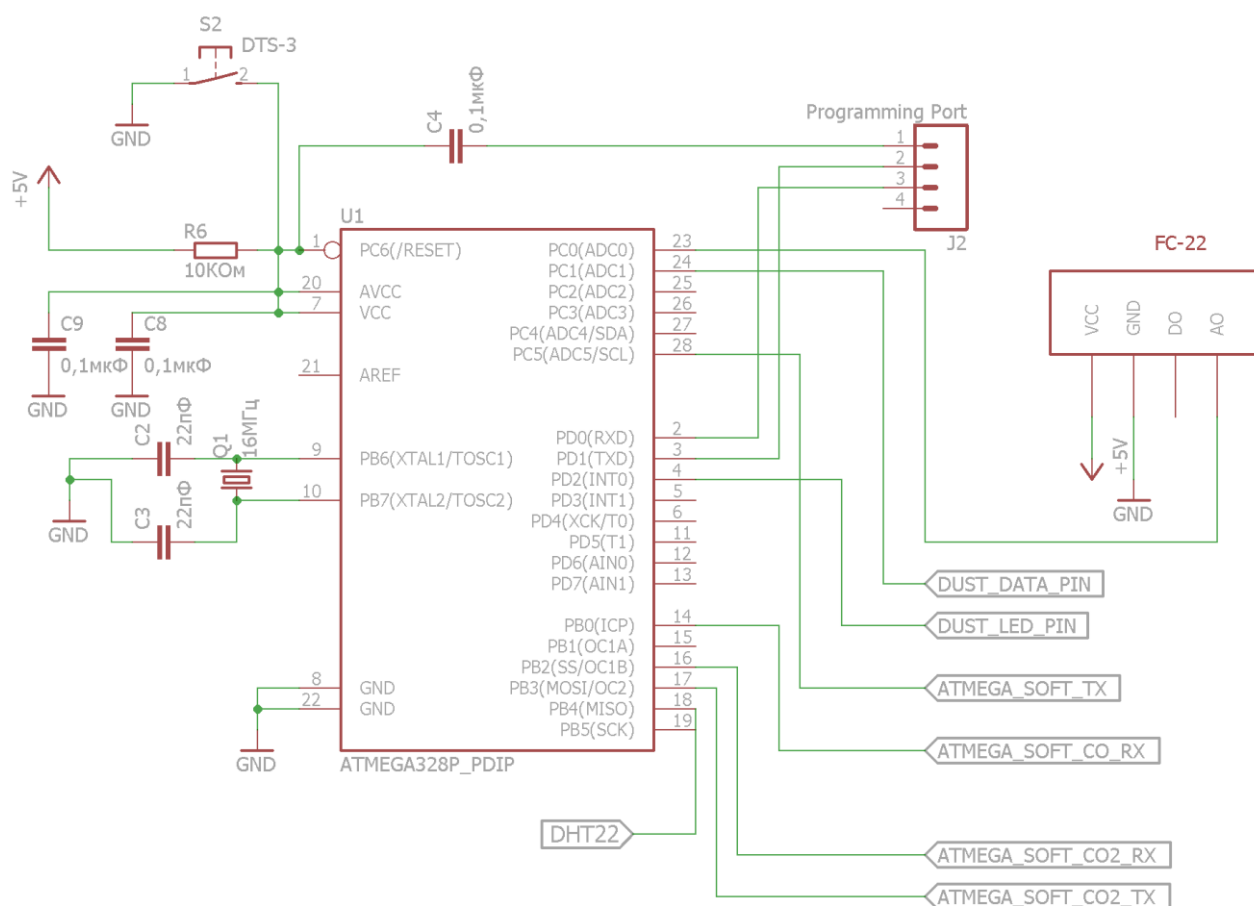 S2
DTS-3
1
2
GND
C4
0,1мкФ
Programming Port
1
2
3
4
J2
+5V
R6
10КОм
U1
1
PC6(/RESET)
20
AVCC
7
VCC
21
AREF
9
PB6(XTAL1/TOSC1)
10
PB7(XTAL2/TOSC2)
8
GND
22
GND
PC0(ADC0)
23
PC1(ADC1)
24
PC2(ADC2)
25
PC3(ADC3)
26
PC4(ADC4/SDA)
27
PC5(ADC5/SCL)
28
PD0(RXD)
2
PD1(TXD)
3
PD2(INT0)
4
PD3(INT1)
5
PD4(XCK/T0)
6
PD5(T1)
11
PD6(AIN0)
12
PD7(AIN1)
13
PB0(ICP)
14
PB1(OC1A)
15
PB2(SS/OC1B)
16
PB3(MOSI/OC2)
17
PB4(MISO)
18
PB5(SCK)
19
ATMEGA328P_PDIP
C9
0,1мкФ
GND
C8
0,1мкФ
GND
C2
22пФ
Q1
16МГц
C3
22пФ
GND
GND
FC-22
VCC
GND
DO
AO
+5V
GND
DUST_DATA_PIN
DUST_LED_PIN
ATMEGA_SOFT_TX
ATMEGA_SOFT_CO_RX
DHT22
ATMEGA_SOFT_CO2_RX
ATMEGA_SOFT_CO2_TX